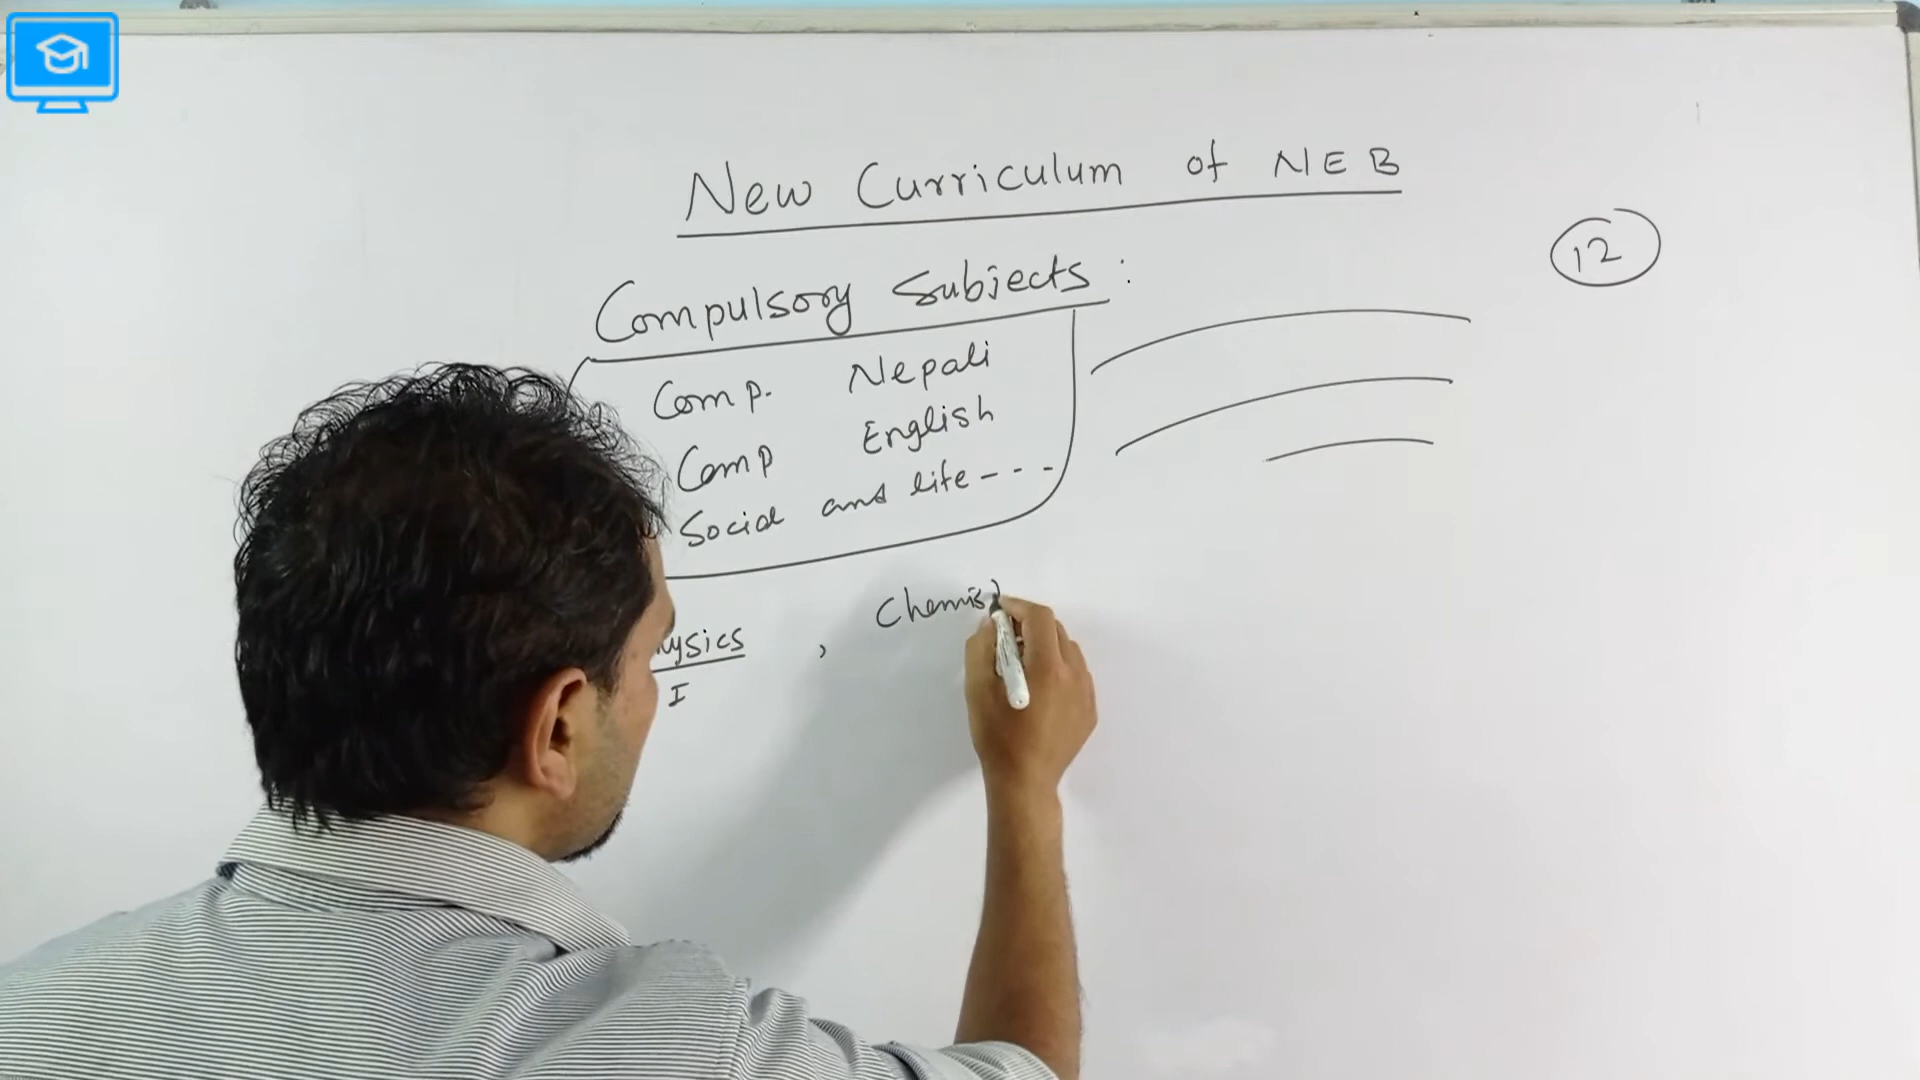 New Curriculum of NEB
12
Compulsory Subjects :
Comp. Nepali
Comp English
Social and life - - -
ysics , Chemis
I